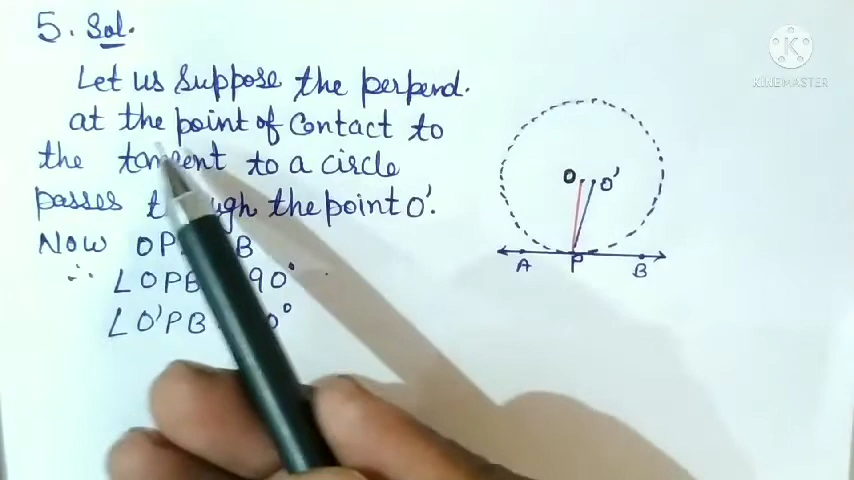 5. Sol.
Let us Suppose the perpend.
at the point of Contact to
the tangent to a circle
passes the point O'.
Now OP B
∴ ∠OPB 90°
∠O'PB 0°
O O'
A P B
K
KINEMASTER